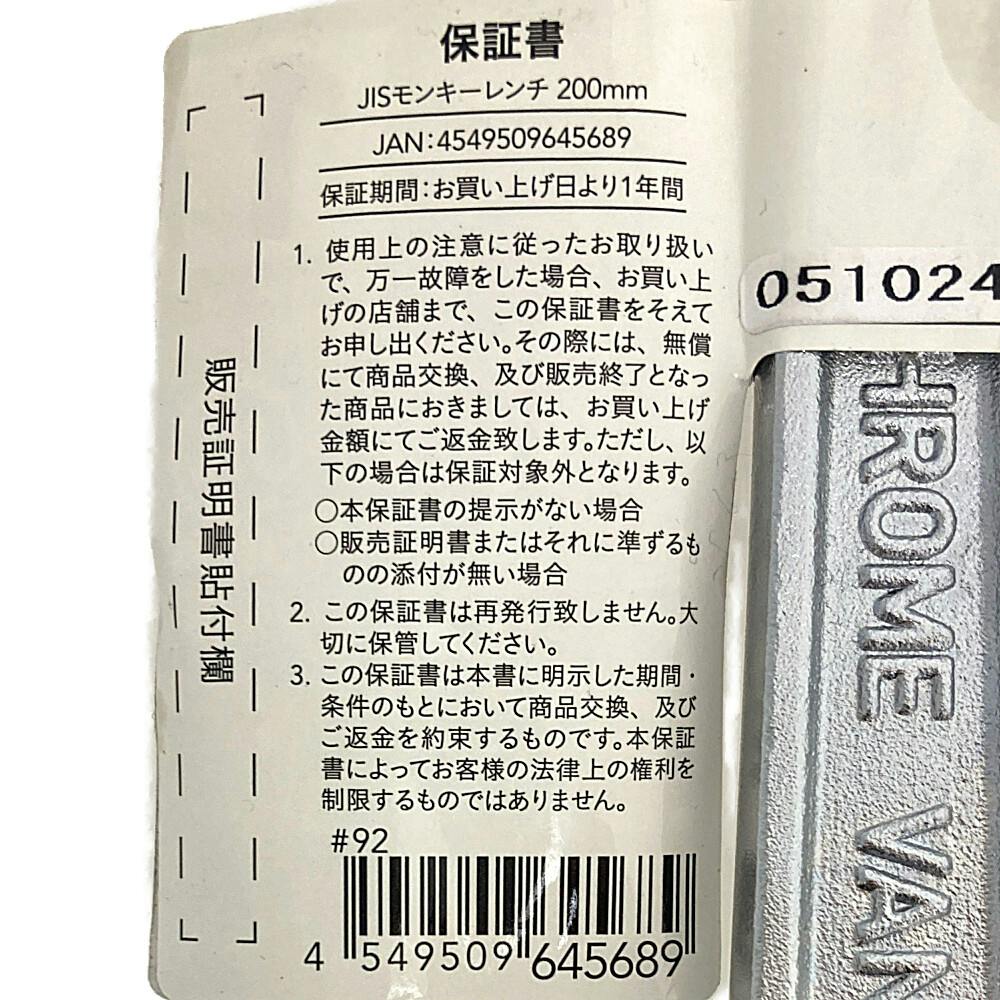 保証書
JISモンキーレンチ 200mm
JAN:4549509645689
保証期間:お買い上げ日より1年間
1. 使用上の注意に従ったお取り扱い
で、万一故障をした場合、お買い上
げの店舗まで、この保証書をそえて
お申し出ください。その際には、無償
にて商品交換、及び販売終了となっ
た商品におきましては、お買い上げ
金額にてご返金致します。ただし、以
下の場合は保証対象外となります。
○本保証書の提示がない場合
○販売証明書またはそれに準ずるも
のの添付が無い場合
2. この保証書は再発行致しません。大
切に保管してください。
3. この保証書は本書に明示した期間・
条件のもとにおいて商品交換、及び
ご返金を約束するものです。本保証
書によってお客様の法律上の権利を
制限するものではありません。
#92
4 549509 645689
販売証明書貼付欄
051024
HROME VAN